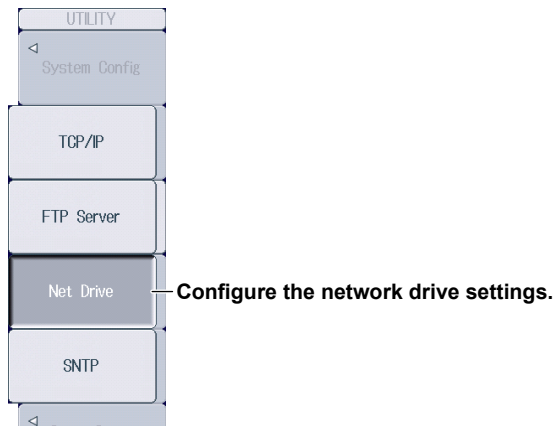 UTILITY
System Config
TCP/IP
FTP Server
Net Drive
Configure the network drive settings.
SNTP